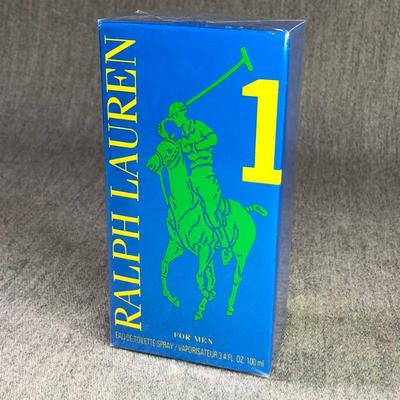 RALPH LAUREN
1
FOR MEN
EAU DE TOILETTE SPRAY / VAPORISATEUR 3.4 FL. OZ. 100 ml